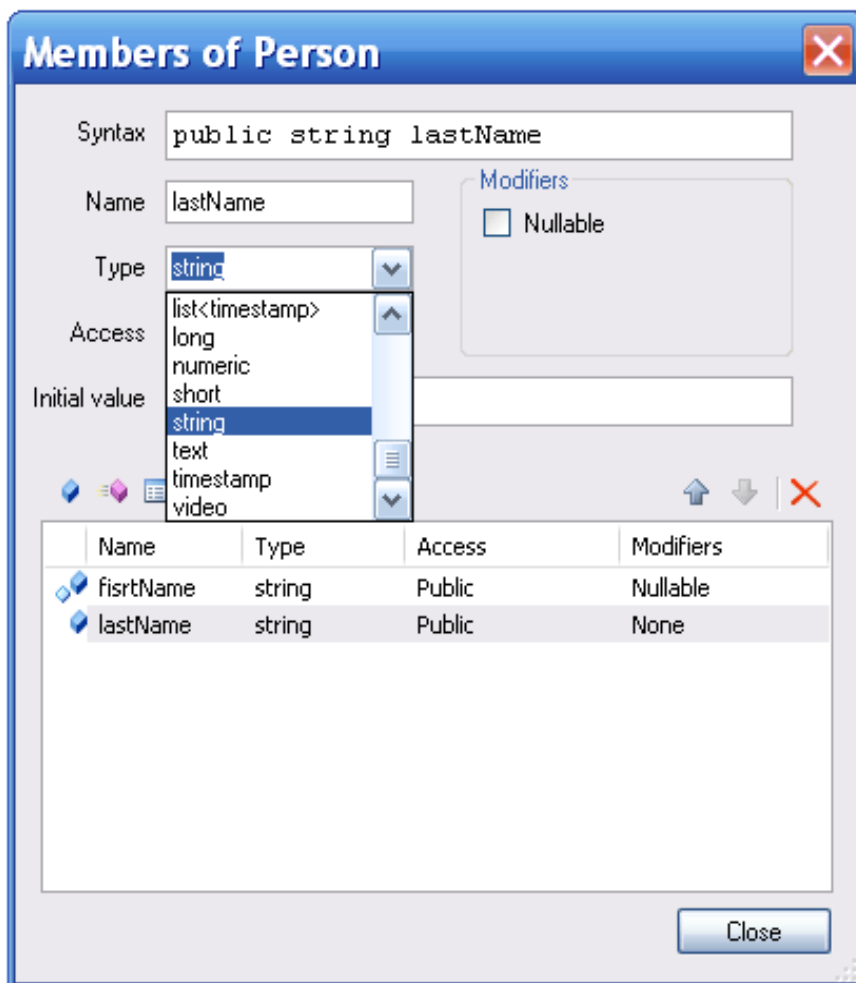 Members of Person
Syntax public string lastName
Modifiers
Name lastName
Nullable
Type string
list<timestamp>
Access
long
numeric
short
Initial value
string
text
timestamp
video
Name Type Access Modifiers
fisrtName string Public Nullable
lastName string Public None
Close